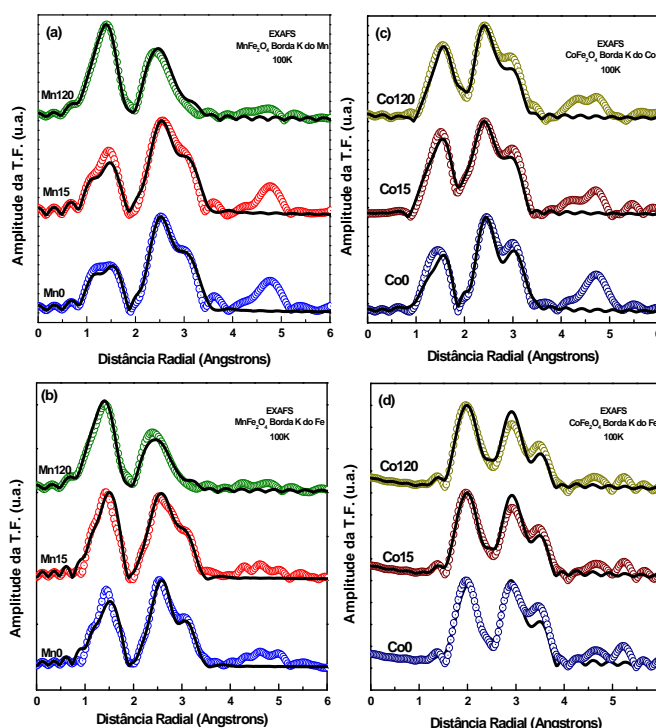 (a)
EXAFS
MnFe2O4 Borda K do Mn
100K
Mn120
Mn15
Mn0
Amplitude da T.F. (u.a.)
0 1 2 3 4 5 6
Distância Radial (Angstrons)
(c)
EXAFS
CoFe2O4 Borda K do Co
100K
Co120
Co15
Co0
Amplitude da T.F. (u.a.)
0 1 2 3 4 5 6
Distância Radial (Angstrons)
(b)
EXAFS
MnFe2O4 Borda K do Fe
100K
Mn120
Mn15
Mn0
Amplitude da T.F. (u.a.)
0 1 2 3 4 5 6
Distância Radial (Angstrons)
(d)
EXAFS
CoFe2O4 Borda K do Fe
100K
Co120
Co15
Co0
Amplitude da T.F. (u.a.)
0 1 2 3 4 5 6
Distância Radial (Angstrons)